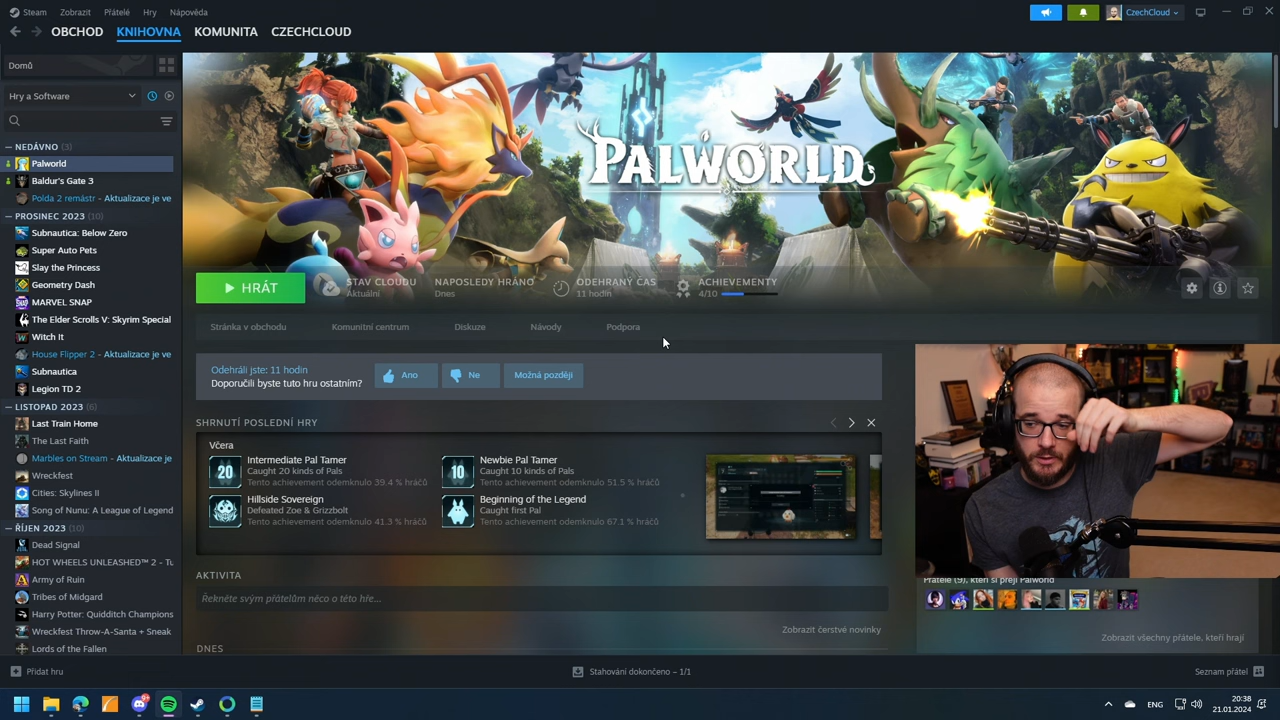 Steam Zobrazit Přátelé Hry Nápověda CzechCloud
OBCHOD KNIHOVNA KOMUNITA CZECHCLOUD
Domů
Hry a Software
NEDÁVNO (3)
Palworld
Baldur's Gate 3
Polda 2 remástr - Aktualizace je ve
PROSINEC 2023 (10)
Subnautica: Below Zero
Super Auto Pets
Slay the Princess
Geometry Dash
MARVEL SNAP
The Elder Scrolls V: Skyrim Special
Witch It
House Flipper 2 - Aktualizace je ve
Subnautica
Legion TD 2
LISTOPAD 2023 (6)
Last Train Home
The Last Faith
Marbles on Stream - Aktualizace je
Wreckfest
Cities: Skylines II
Song of Nunu: A League of Legend
ŘÍJEN 2023 (10)
Dead Signal
HOT WHEELS UNLEASHED™ 2 - Tu
Army of Ruin
Tribes of Midgard
Harry Potter: Quidditch Champions
Wreckfest Throw-A-Santa + Sneak
Lords of the Fallen
Přidat hru
PALWORLD
HRÁT
STAV CLOUDU
Aktuální
NAPOSLEDY HRÁNO
Dnes
ODEHRANÝ ČAS
11 hodin
ACHIEVEMENTY
4/10
Stránka v obchodu Komunitní centrum Diskuze Návody Podpora
Odehráli jste: 11 hodin
Doporučili byste tuto hru ostatním?
Ano Ne Možná později
SHRNUTÍ POSLEDNÍ HRY
Včera
20
Intermediate Pal Tamer
Caught 20 kinds of Pals
Tento achievement odemknulo 39.4 % hráčů
10
Newbie Pal Tamer
Caught 10 kinds of Pals
Tento achievement odemknulo 51.5 % hráčů
Hillside Sovereign
Defeated Zoe & Grizzbolt
Tento achievement odemknulo 41.3 % hráčů
Beginning of the Legend
Caught first Pal
Tento achievement odemknulo 67.1 % hráčů
AKTIVITA
Řekněte svým přátelům něco o této hře...
Zobrazit čerstvé novinky
DNES
Přátelé (9), kteří si přejí Palworld
Zobrazit všechny přátele, kteří hrají
Stahování dokončeno – 1/1
Seznam přátel
9+
ENG
20:38
21.01.2024